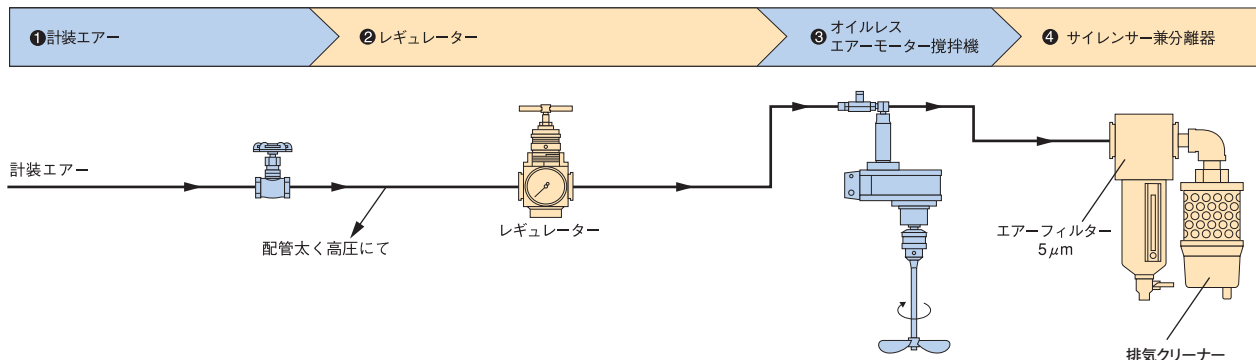 ❶計装エアー
❷レギュレーター
❸オイルレス
エアーモーター撹拌機
❹ サイレンサー兼分離器
計装エアー
配管太く高圧にて
レギュレーター
エアーフィルター
5μm
排気クリーナー